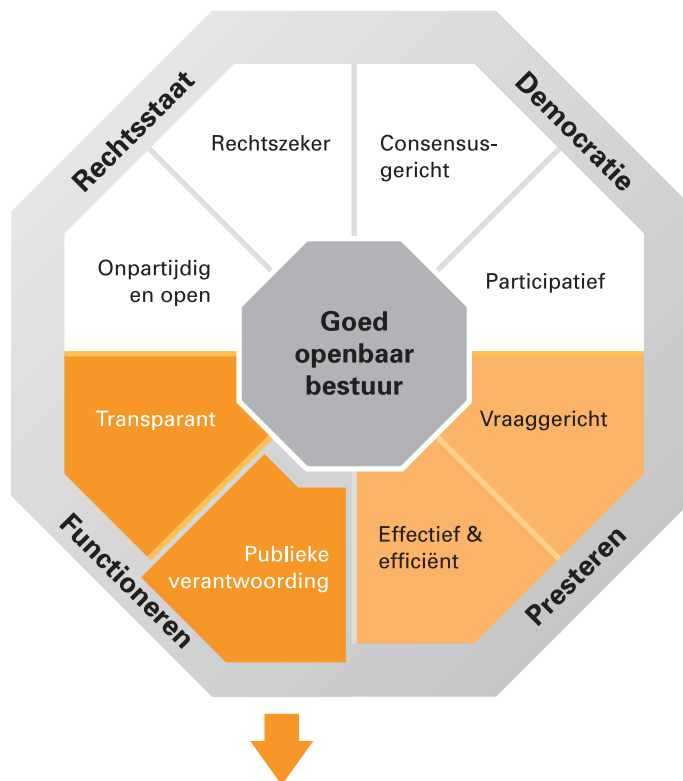 Rechtsstaat
Democratie
Rechtszeker
Consensus-
gericht
Onpartijdig
en open
Participatief
Goed
openbaar
bestuur
Transparant
Vraaggericht
Publieke
verantwoording
Effectief &
efficiënt
Functioneren
Presteren